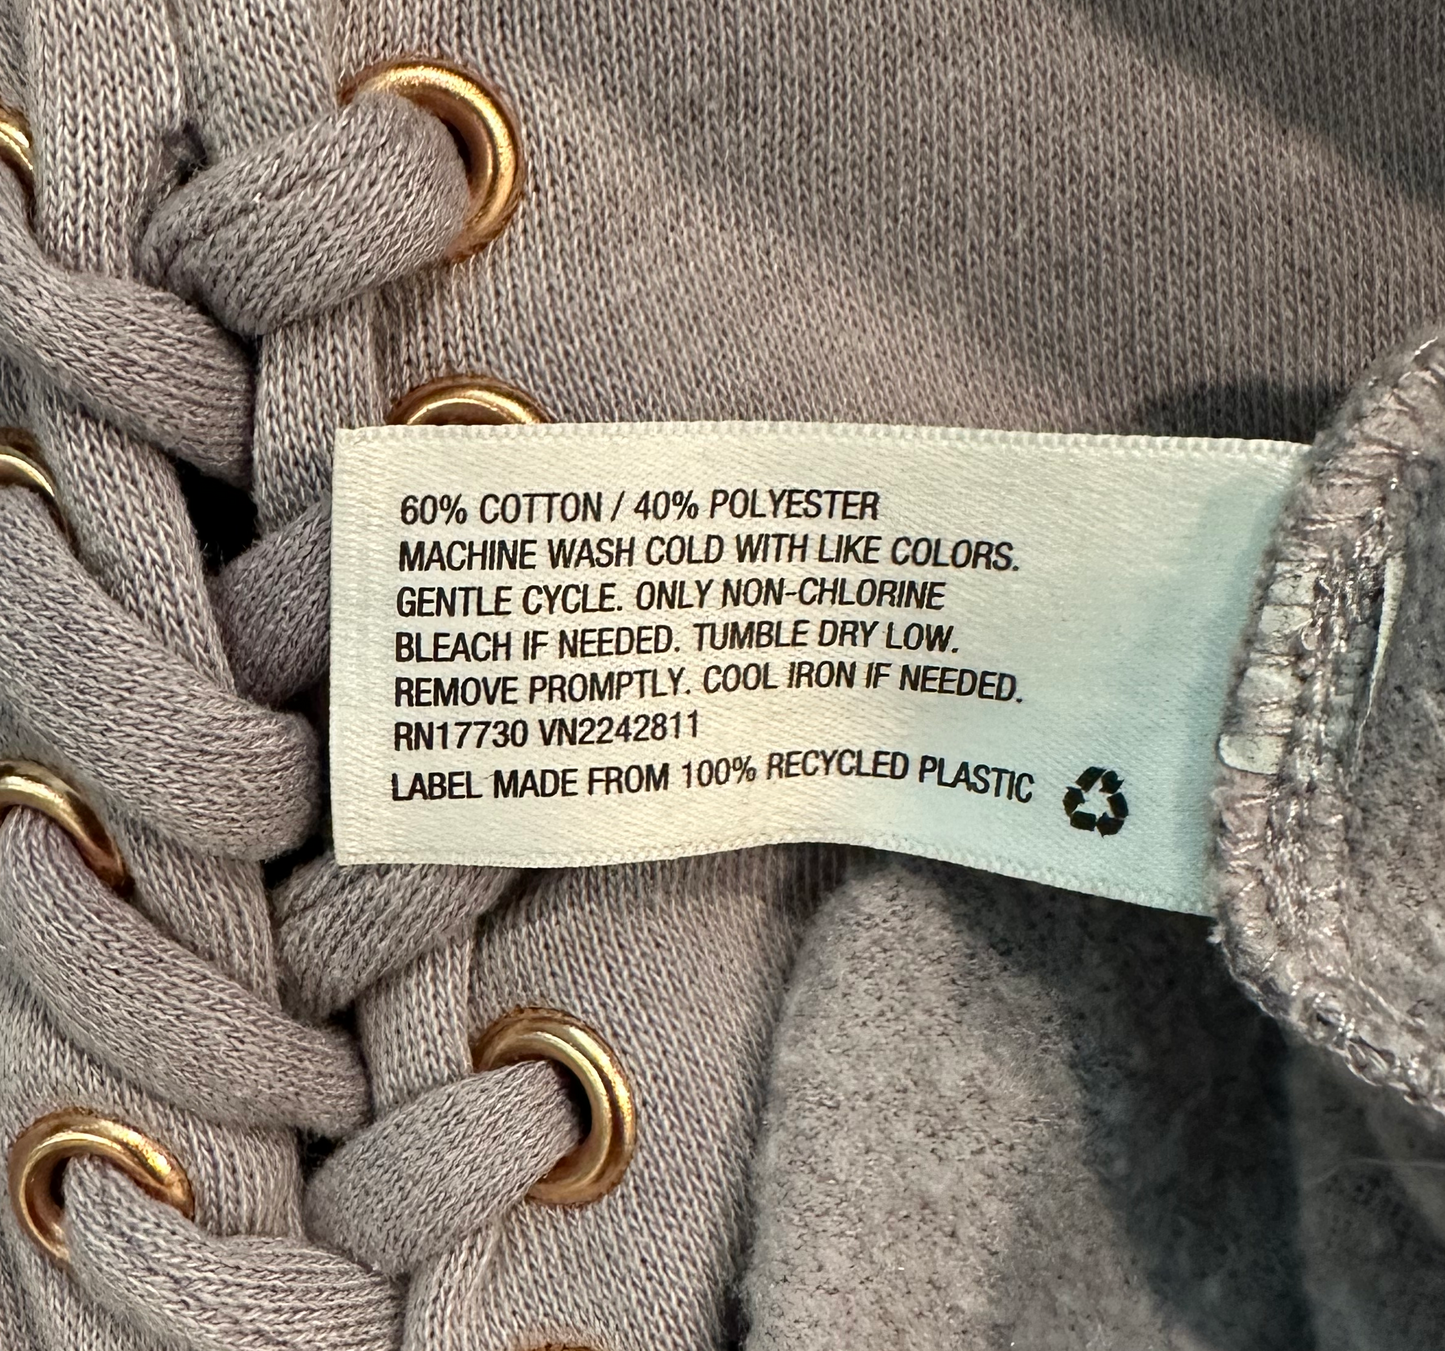 60% COTTON / 40% POLYESTER
MACHINE WASH COLD WITH LIKE COLORS.
GENTLE CYCLE. ONLY NON-CHLORINE
BLEACH IF NEEDED. TUMBLE DRY LOW.
REMOVE PROMPTLY. COOL IRON IF NEEDED.
RN17730 VN2242811
LABEL MADE FROM 100% RECYCLED PLASTIC